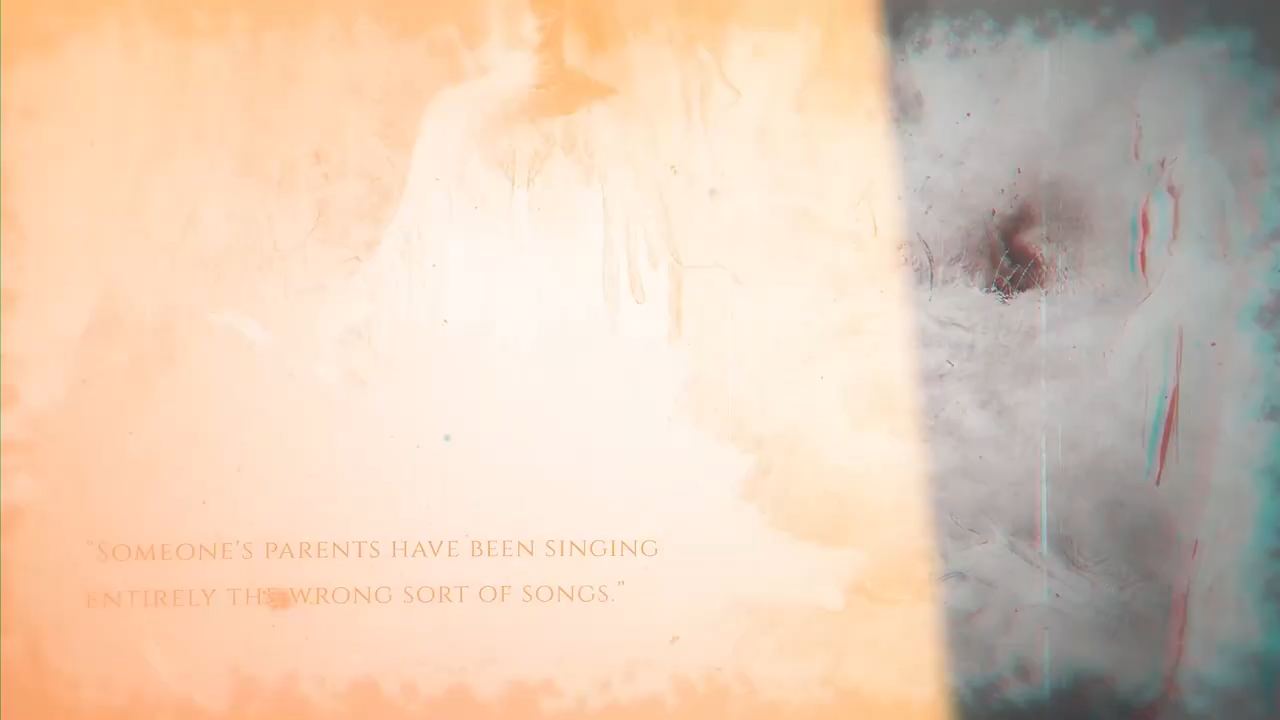 “Someone’s parents have been singing
entirely the wrong sort of songs.”